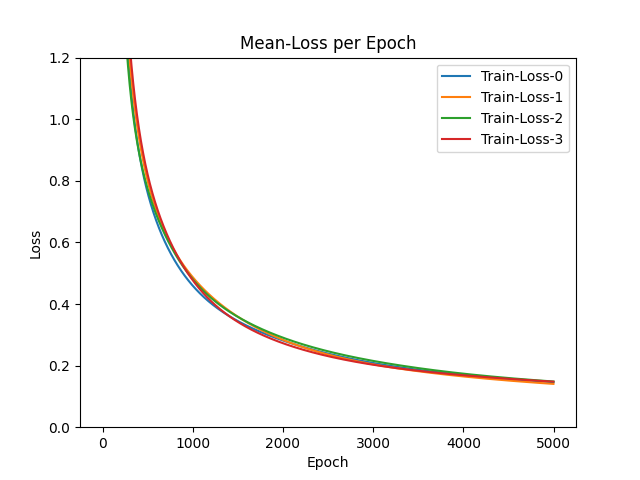 Mean-Loss per Epoch
1.2
1.0
0.8
0.6
0.4
0.2
0.0
Loss
Train-Loss-0
Train-Loss-1
Train-Loss-2
Train-Loss-3
0 1000 2000 3000 4000 5000
Epoch